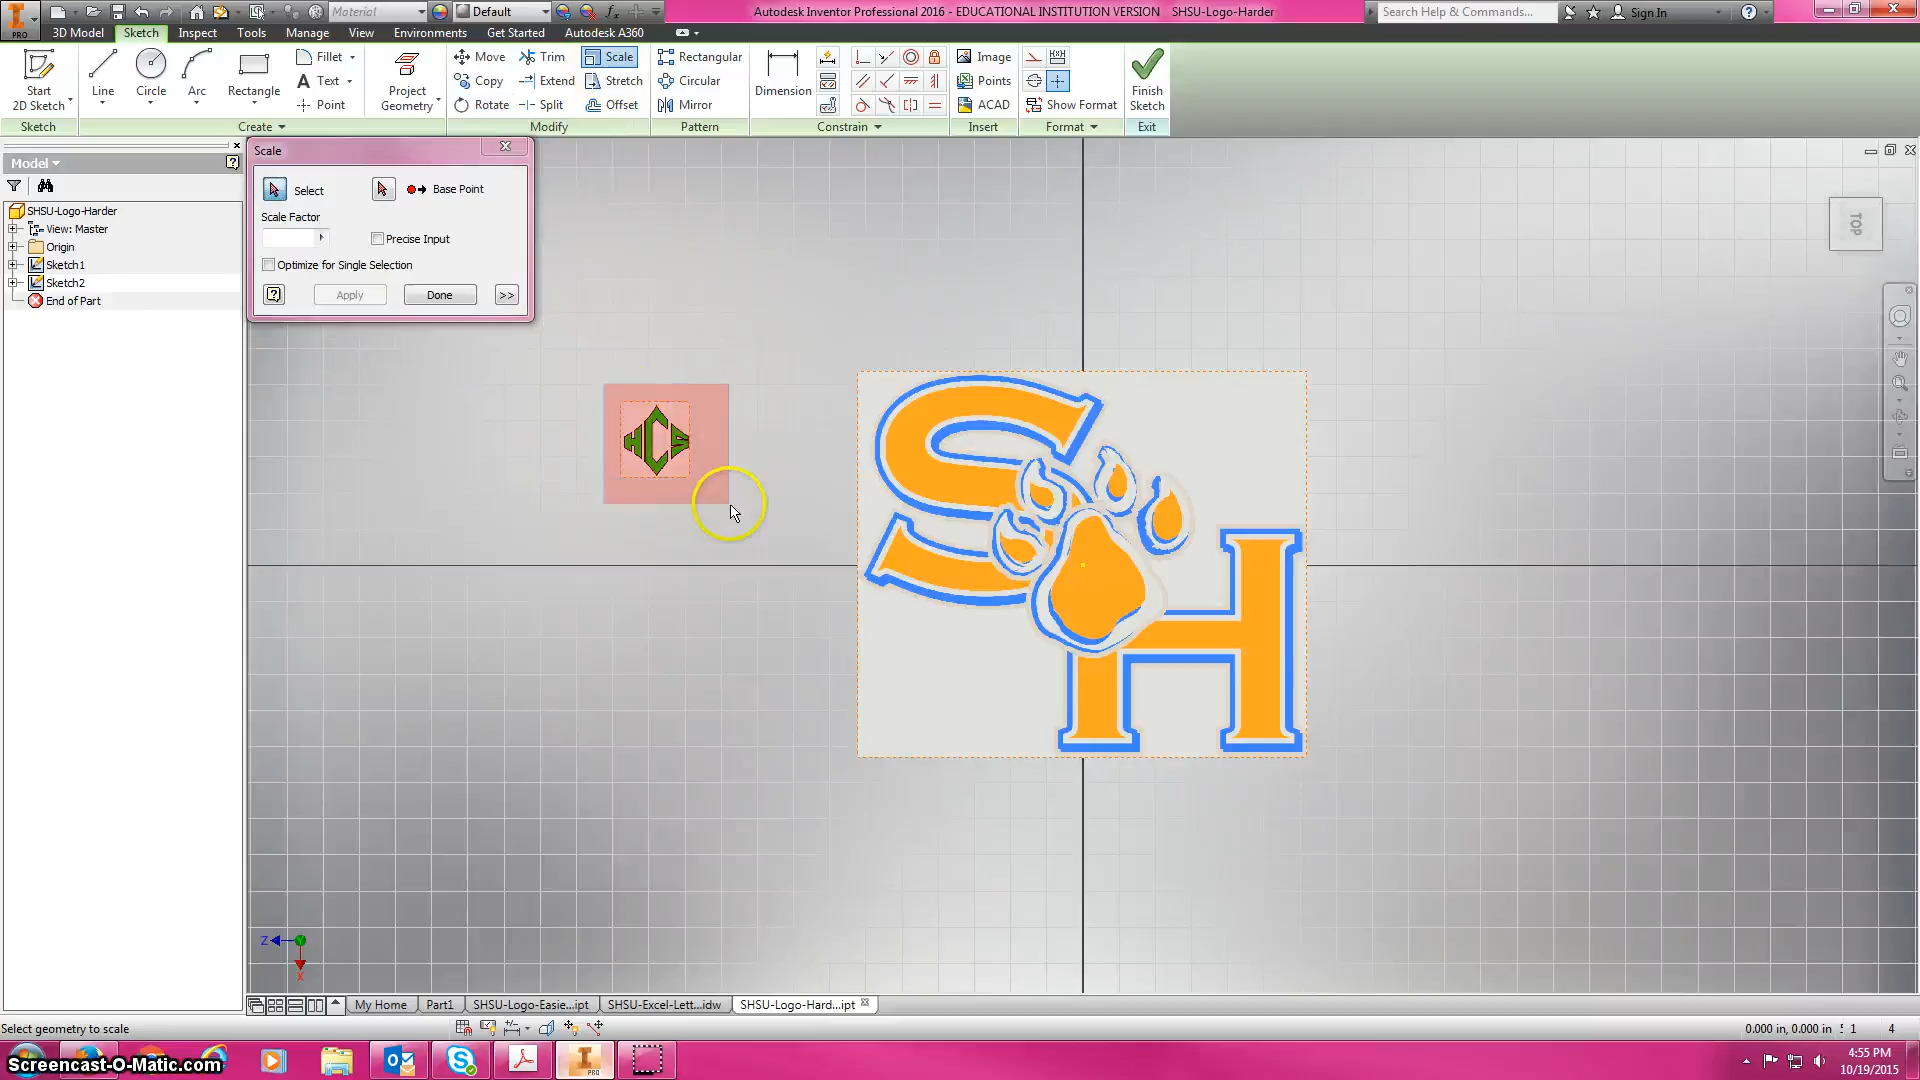 PRO
Material
Default
Autodesk Inventor Professional 2016 - EDUCATIONAL INSTITUTION VERSION SHSU-Logo-Harder
Search Help & Commands...
Sign In
3D Model Sketch Inspect Tools Manage View Environments Get Started Autodesk A360
Start
2D Sketch
Line
Circle
Arc
Rectangle
Fillet
Text
Point
Project
Geometry
Move
Copy
Rotate
Trim
Extend
Split
Scale
Stretch
Offset
Rectangular
Circular
Mirror
Dimension
Image
Points
ACAD
Show Format
Finish
Sketch
Sketch Create Modify Pattern Constrain Insert Format Exit
Model
SHSU-Logo-Harder
View: Master
Origin
Sketch1
Sketch2
End of Part
Scale
Select
Base Point
Scale Factor
Precise Input
Optimize for Single Selection
Apply
Done
>>
TOP
HCS
S
H
Z
X
My Home
Part1
SHSU-Logo-Easie...ipt
SHSU-Excel-Lett...idw
SHSU-Logo-Hard...ipt
Select geometry to scale
0.000 in, 0.000 in
1
4
Screencast-O-Matic.com
PRO
4:55 PM
10/19/2015